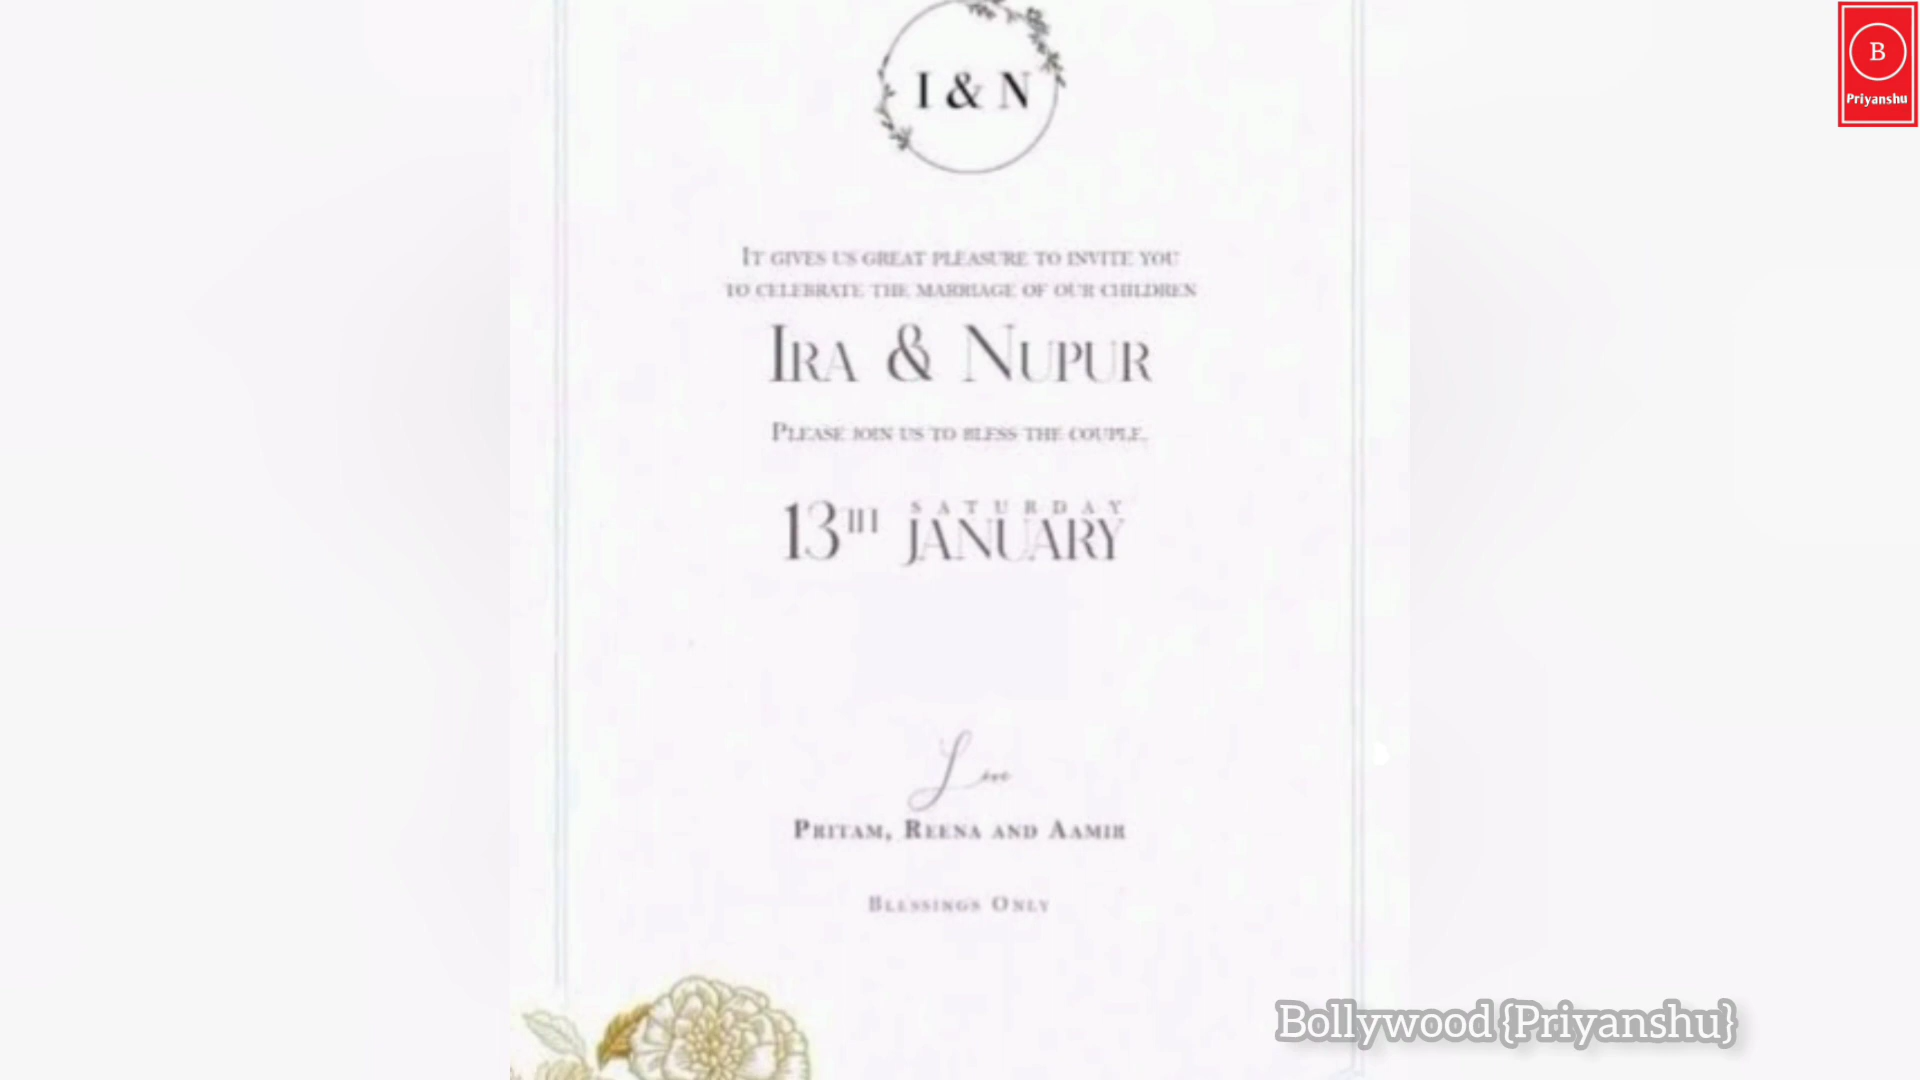 I & N
B
Priyanshu
IT GIVES US GREAT PLEASURE TO INVITE YOU
TO CELEBRATE THE MARRIAGE OF OUR CHILDREN
IRA & NUPUR
PLEASE JOIN US TO BLESS THE COUPLE.
SATURDAY
13TH JANUARY
Love
PRITAM, REENA AND AAMIR
BLESSINGS ONLY
Bollywood {Priyanshu}